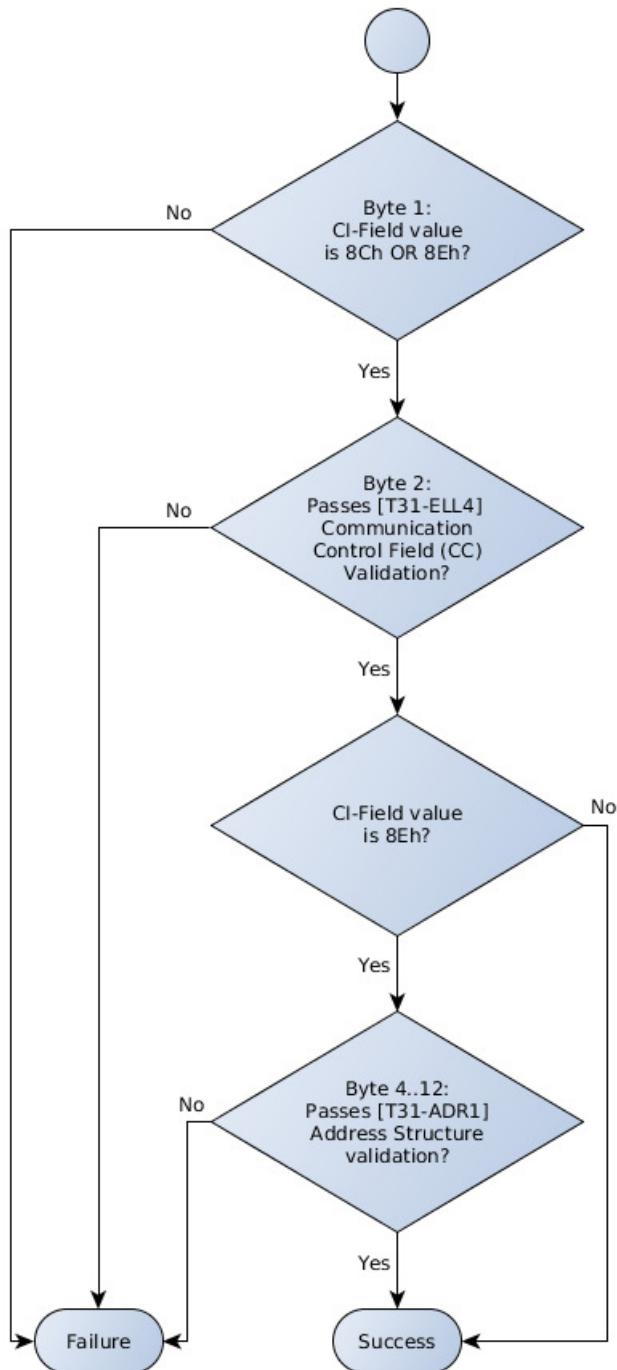 Byte 1:
CI-Field value
is 8Ch OR 8Eh?
No
Yes
Byte 2:
Passes [T31-ELL4]
Communication
Control Field (CC)
Validation?
No
Yes
CI-Field value
is 8Eh?
No
Yes
Byte 4..12:
Passes [T31-ADR1]
Address Structure
validation?
No
Yes
Failure
Success